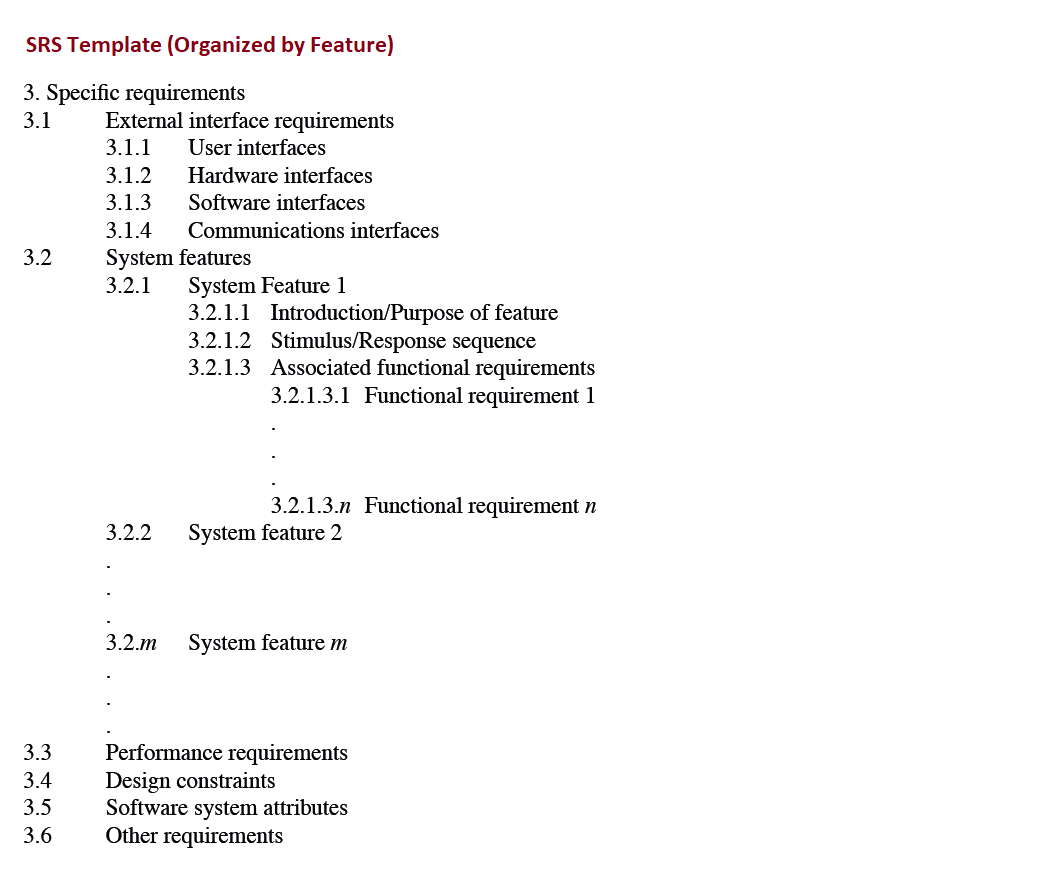 SRS Template (Organized by Feature)
3. Specific requirements
3.1 External interface requirements
3.1.1 User interfaces
3.1.2 Hardware interfaces
3.1.3 Software interfaces
3.1.4 Communications interfaces
3.2 System features
3.2.1 System Feature 1
3.2.1.1 Introduction/Purpose of feature
3.2.1.2 Stimulus/Response sequence
3.2.1.3 Associated functional requirements
3.2.1.3.1 Functional requirement 1
.
.
.
3.2.1.3.n Functional requirement n
3.2.2 System feature 2
.
.
.
3.2.m System feature m
.
.
.
3.3 Performance requirements
3.4 Design constraints
3.5 Software system attributes
3.6 Other requirements